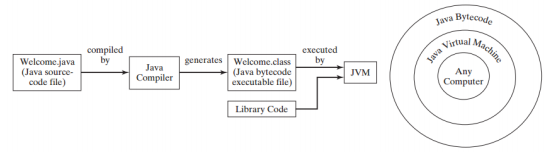 compiled
by
generates
executed
by
Welcome.java
(Java source-
code file)
Java
Compiler
Welcome.class
(Java bytecode
executable file)
JVM
Library Code
Java Bytecode
Java Virtual Machine
Any
Computer